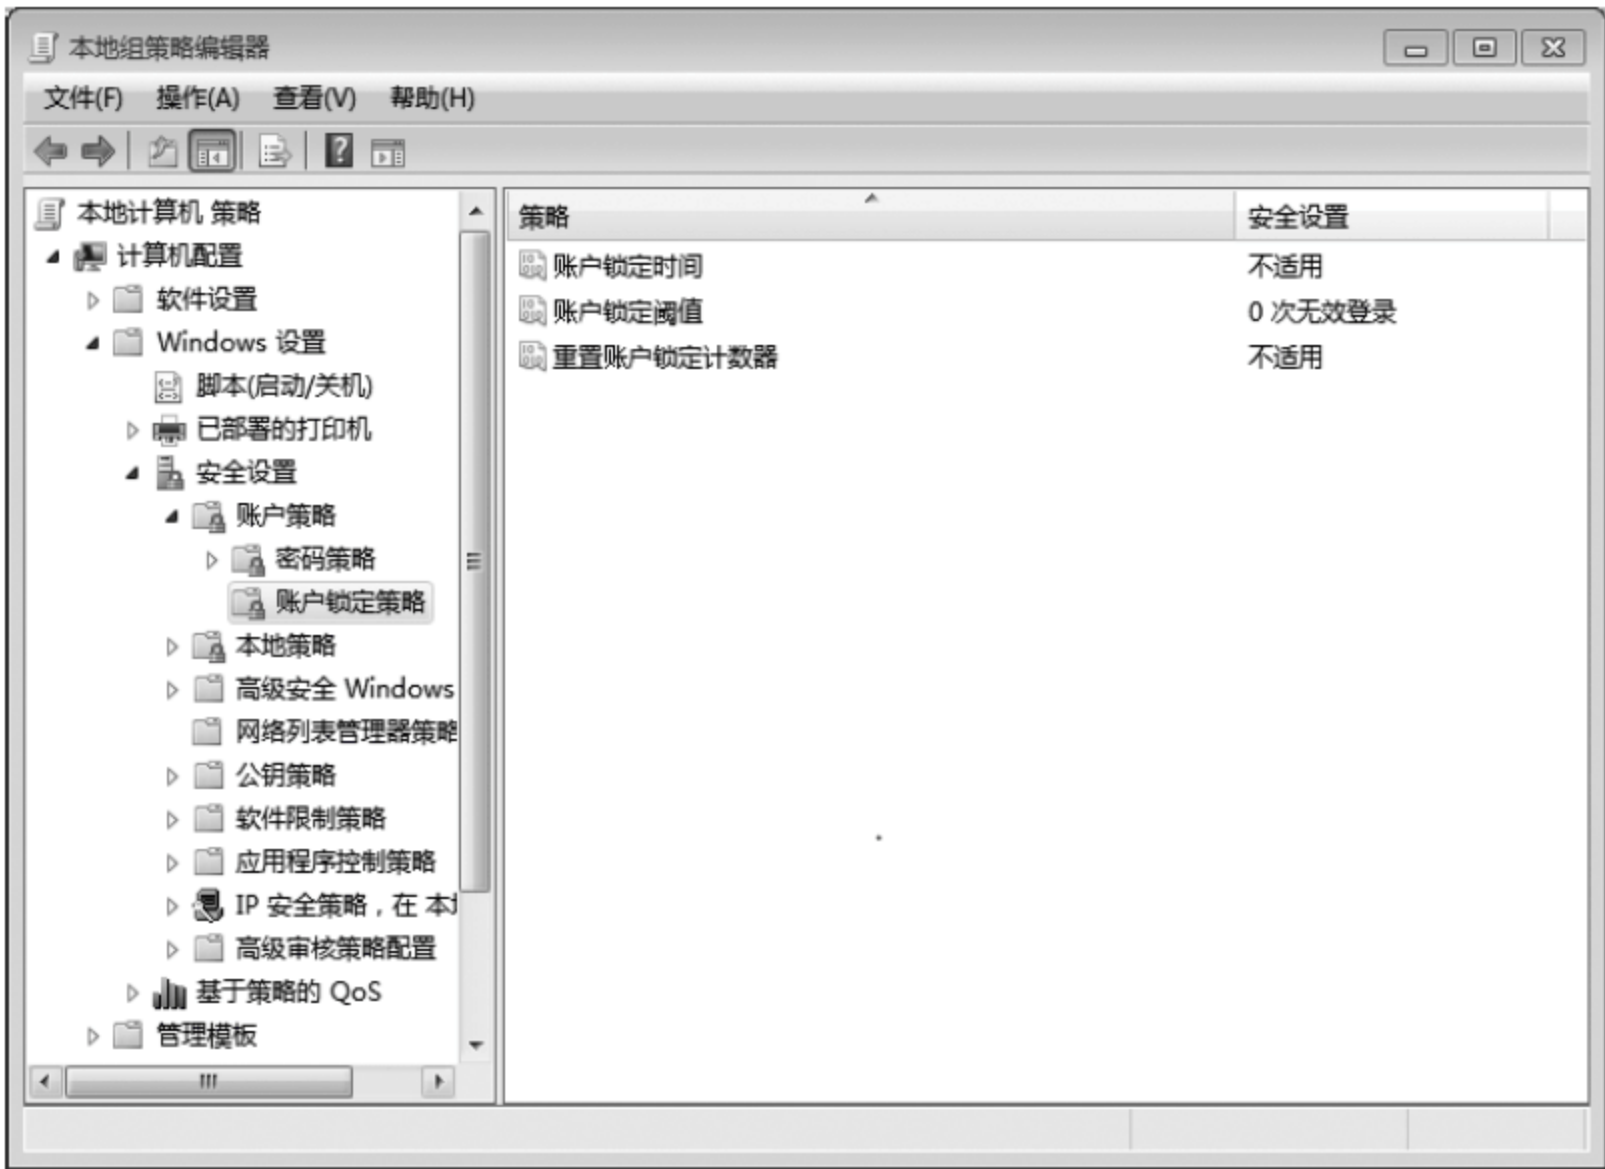 本地组策略编辑器
文件(F) 操作(A) 查看(V) 帮助(H)
本地计算机 策略
计算机配置
软件设置
Windows 设置
脚本(启动/关机)
已部署的打印机
安全设置
账户策略
密码策略
账户锁定策略
本地策略
高级安全 Windows
网络列表管理器策略
公钥策略
软件限制策略
应用程序控制策略
IP 安全策略，在 本
高级审核策略配置
基于策略的 QoS
管理模板
策略 安全设置
账户锁定时间 不适用
账户锁定阈值 0 次无效登录
重置账户锁定计数器 不适用